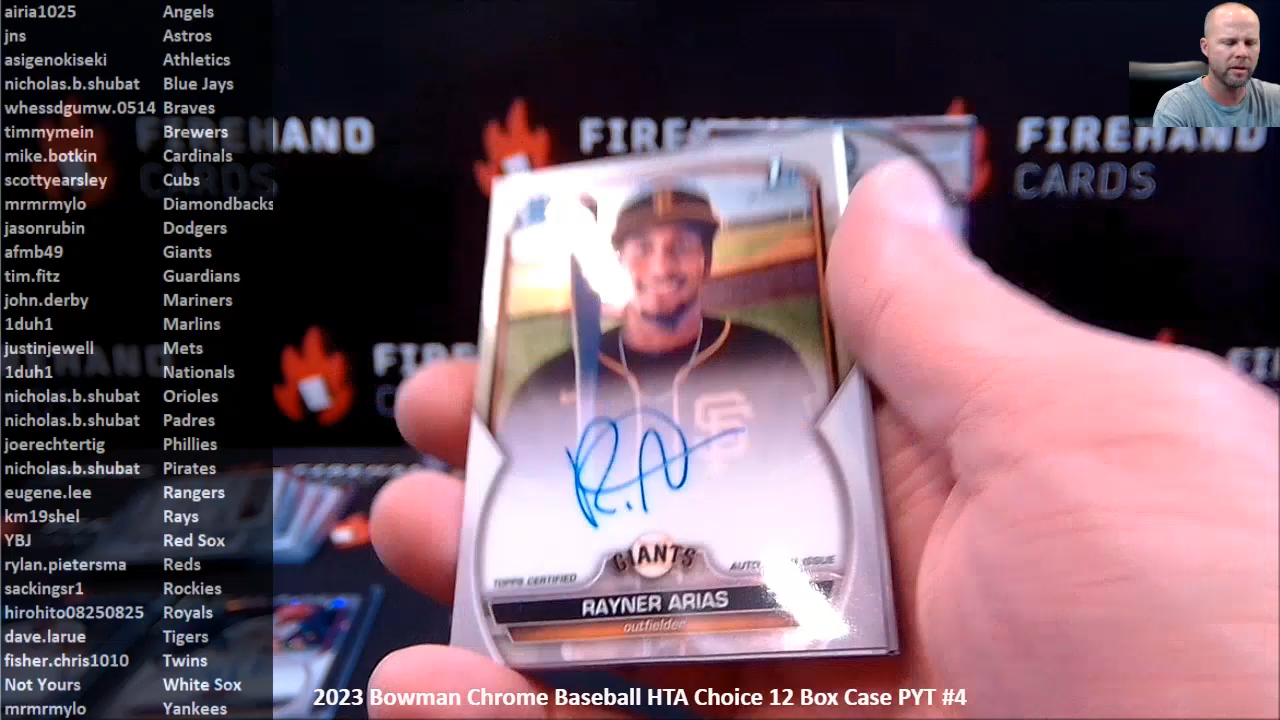 airia1025 Angels
jns Astros
asigenokiseki Athletics
nicholas.b.shubat Blue Jays
whessdgumw.0514 Braves
timmymein Brewers
mike.botkin Cardinals
scottyearsley Cubs
mrmrmylo Diamondbacks
jasonrubin Dodgers
afmb49 Giants
tim.fitz Guardians
john.derby Mariners
1duh1 Marlins
justinjewell Mets
1duh1 Nationals
nicholas.b.shubat Orioles
nicholas.b.shubat Padres
joerechtertig Phillies
nicholas.b.shubat Pirates
eugene.lee Rangers
km19shel Rays
YBJ Red Sox
rylan.pietersma Reds
sackingsr1 Rockies
hirohito08250825 Royals
dave.larue Tigers
fisher.chris1010 Twins
Not Yours White Sox
mrmrmylo Yankees
FIREHAND
CARDS
FIREHAND
FIREHAND
CARDS
SF
R.A
GIANTS
TOPPS CERTIFIED
ISSUE
RAYNER ARIAS
outfielder
2023 Bowman Chrome Baseball HTA Choice 12 Box Case PYT #4